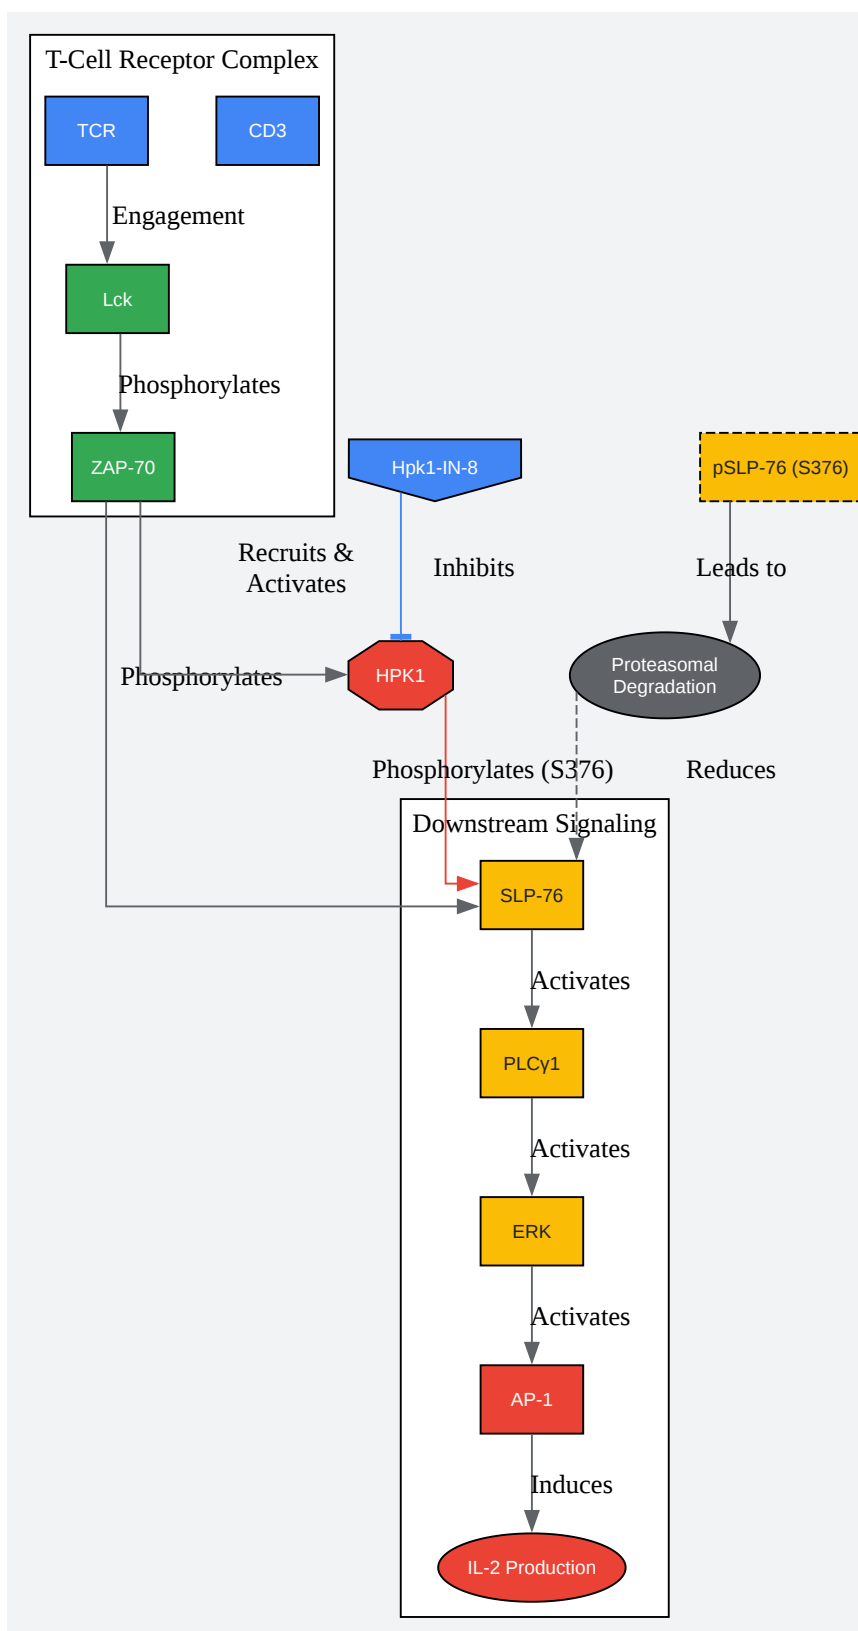 T-Cell Receptor Complex
TCR
CD3
Engagement
Lck
Phosphorylates
ZAP-70
Hpk1-IN-8
pSLP-76 (S376)
Recruits &
Activates
Inhibits
Leads to
Phosphorylates
HPK1
Proteasomal
Degradation
Phosphorylates (S376)
Reduces
Downstream Signaling
SLP-76
Activates
PLCγ1
Activates
ERK
Activates
AP-1
Induces
IL-2 Production